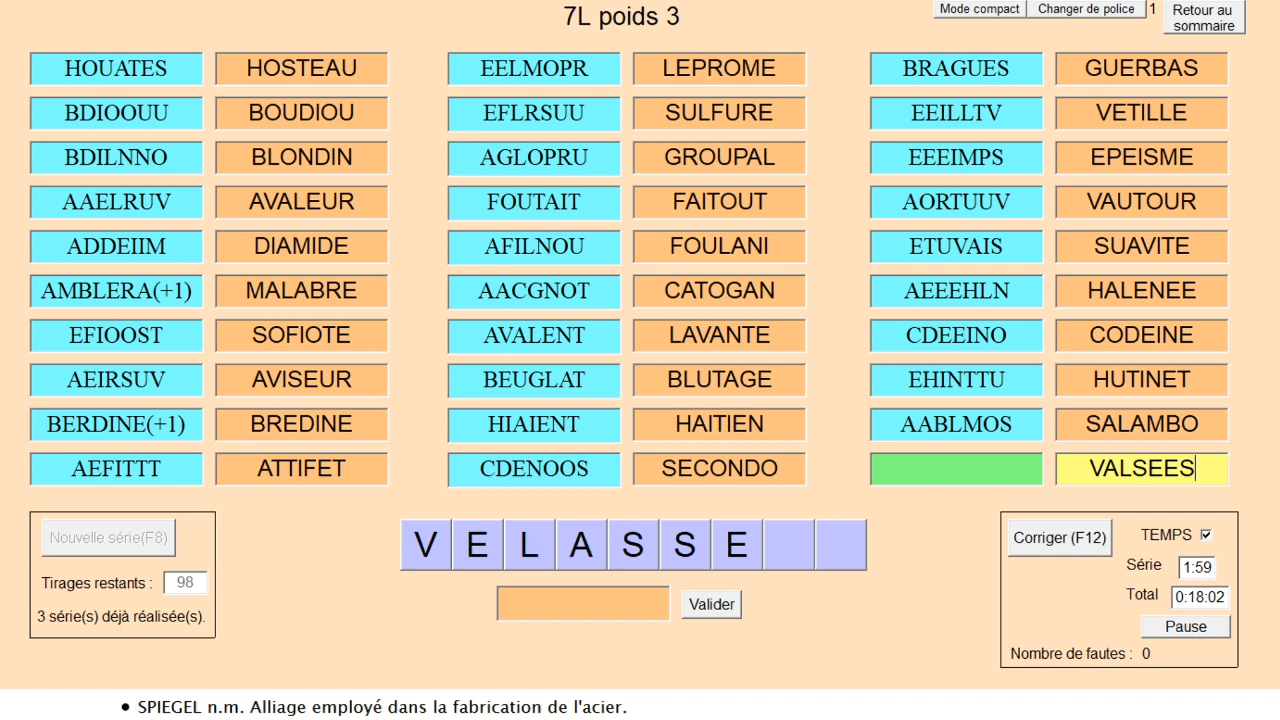 7L poids 3
Mode compact Changer de police 1 Retour au sommaire
HOUATES HOSTEAU EELMOPR LEPROME BRAGUES GUERBAS
BDIOOUU BOUDIOU EFLRSUU SULFURE EEILLTV VETILLE
BDILNNO BLONDIN AGLOPRU GROUPAL EEEIMPS EPEISME
AAELRUV AVALEUR FOUTAIT FAITOUT AORTUUV VAUTOUR
ADDEIIM DIAMIDE AFILNOU FOULANI ETUVAIS SUAVITE
AMBLERA(+1) MALABRE AACGNOT CATOGAN AEEEHLN HALENEE
EFIOOST SOFIOTE AVALENT LAVANTE CDEEINO CODEINE
AEIRSUV AVISEUR BEUGLAT BLUTAGE EHINTTU HUTINET
BERDINE(+1) BREDINE HIAIENT HAITIEN AABLMOS SALAMBO
AEFITTT ATTIFET CDENOOS SECONDO VALSEES
Nouvelle série(F8)
Tirages restants : 98
3 série(s) déjà réalisée(s).
V E L A S S E
Valider
Corriger (F12) TEMPS
Série 1:59
Total 0:18:02
Pause
Nombre de fautes : 0
• SPIEGEL n.m. Alliage employé dans la fabrication de l'acier.